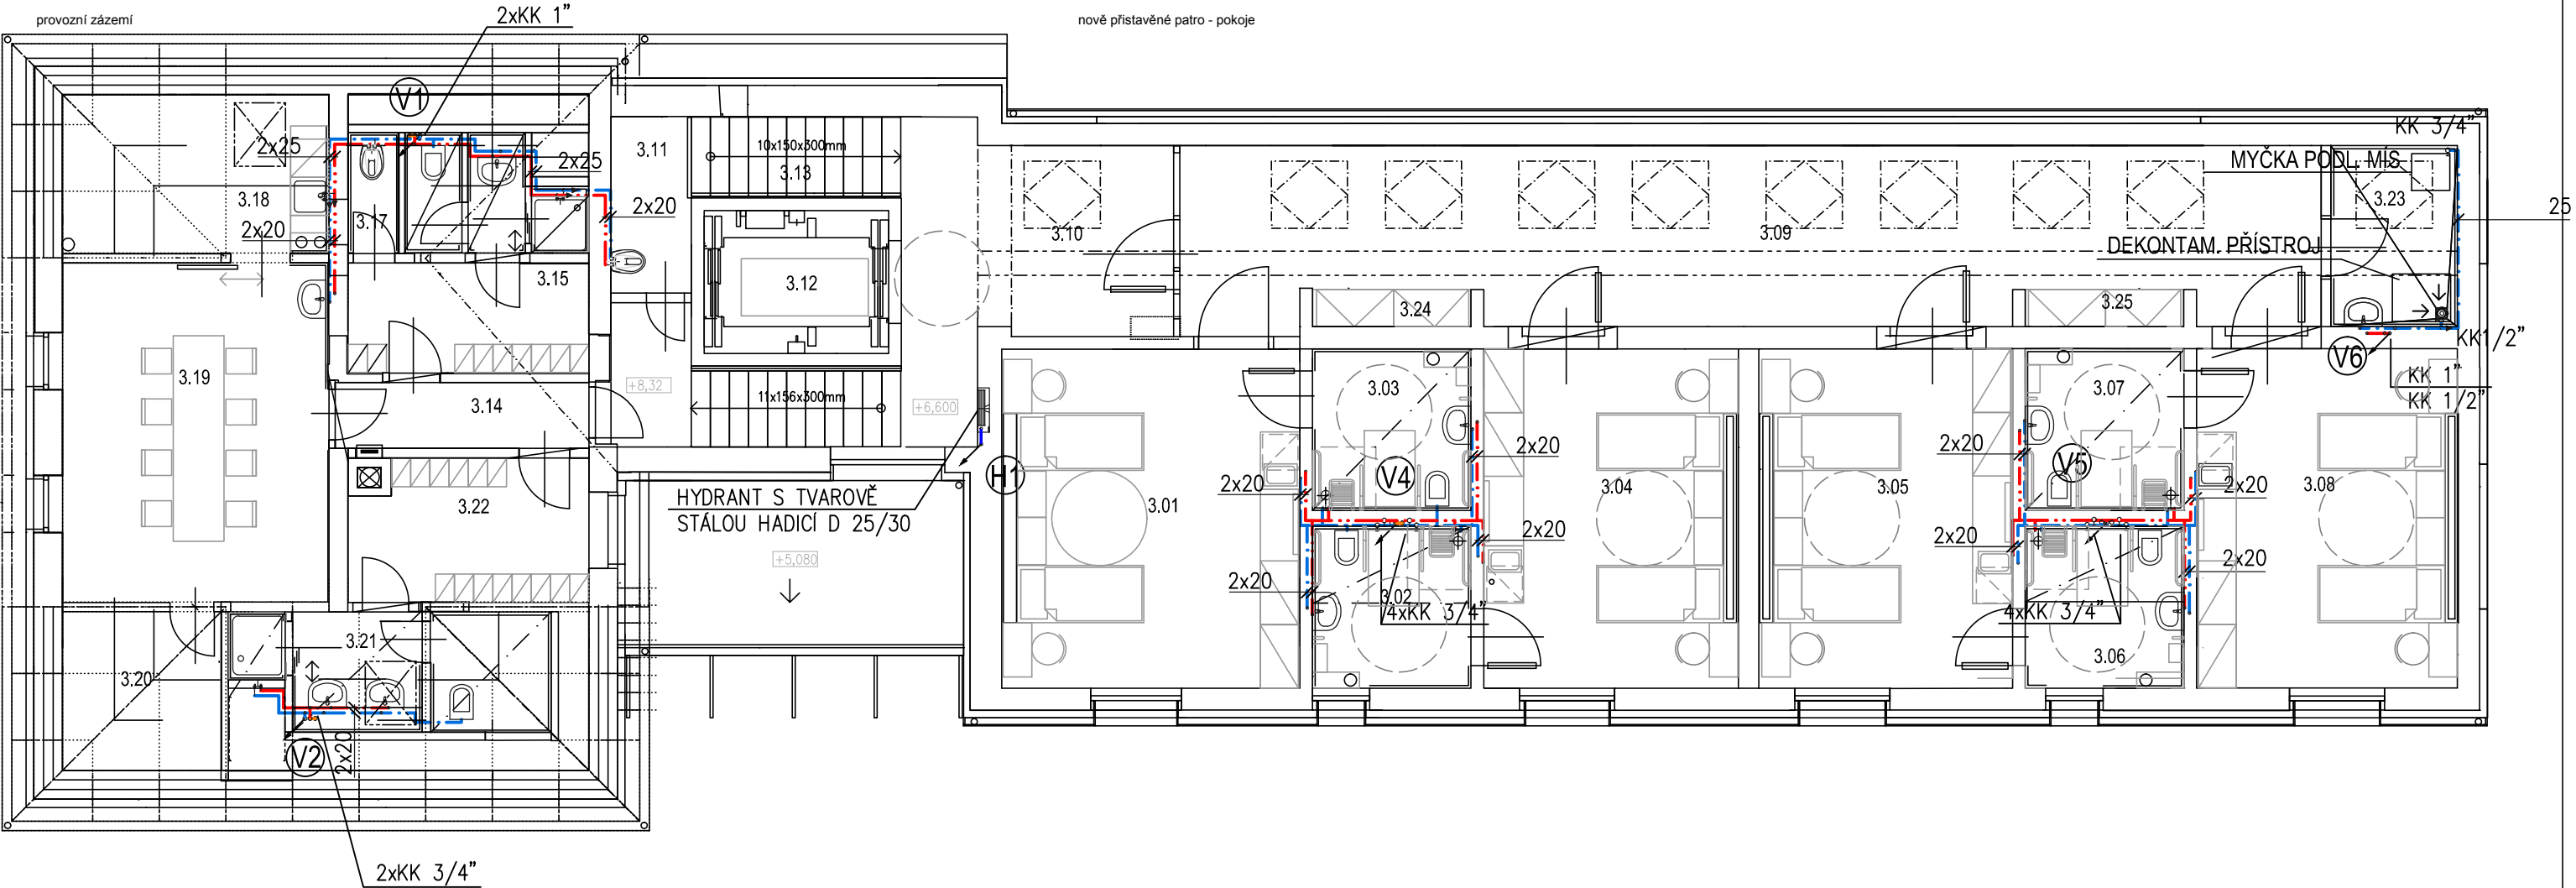 provozní zázemí
2xKK 1"
nově přistavěné patro - pokoje
V1
KK 3/4"
2x25
2x25
3.11
10x150x300mm
3.13
MYČKA PODL. MÍS
3.18
3.17
2x20
3.23
25
2x20
3.10
3.09
DEKONTAM. PŘÍSTROJ
3.15
3.12
3.24
3.25
KK1/2"
V6
3.19
+8,32
11x156x300mm
+6,600
3.03
3.07
KK 1"
KK 1/2"
3.14
2x20
2x20
H1
V4
V5
HYDRANT S TVAROVĚ
STÁLOU HADICÍ D 25/30
3.22
2x20
3.01
3.04
3.05
2x20
3.08
+5,080
2x20
2x20
2x20
2x20
3.02
4xKK 3/4"
4xKK 3/4"
3.21
3.20
3.06
V2
2x20
2xKK 3/4"